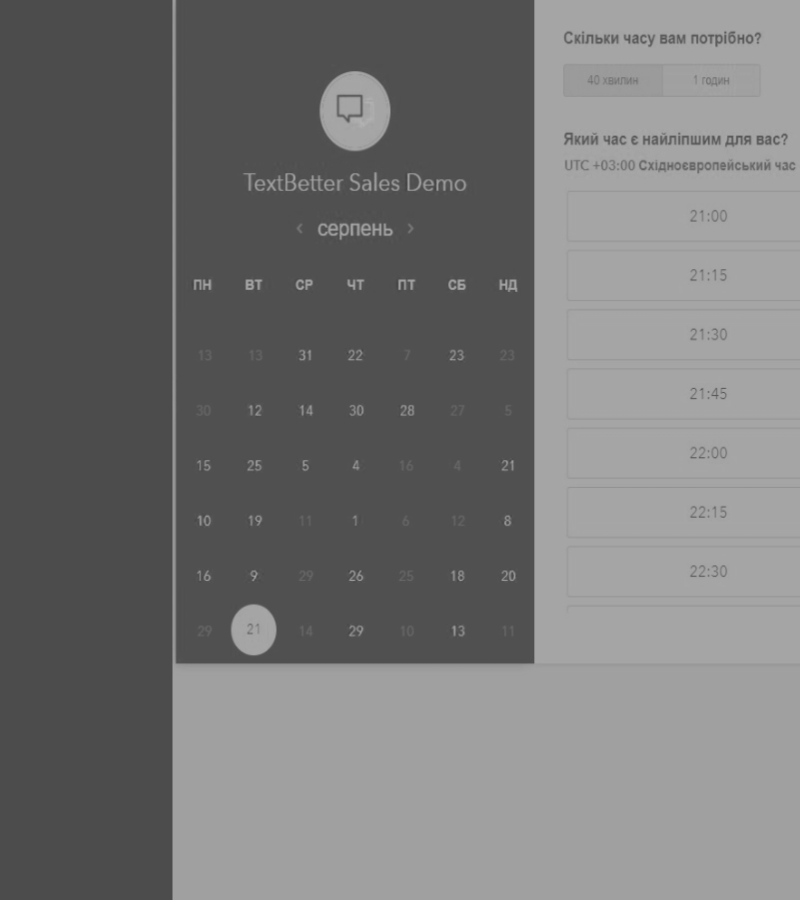 TextBetter Sales Demo
‹ серпень ›
ПН ВТ СР ЧТ ПТ СБ НД
13 13 31 22 7 23 23
30 12 14 30 28 27 5
15 25 5 4 16 4 21
10 19 11 1 6 12 8
16 9 29 26 25 18 20
29 21 14 29 10 13 11
Скільки часу вам потрібно?
40 хвилин 1 годин
Який час є найліпшим для вас?
UTC +03:00 Східноєвропейський час
21:00
21:15
21:30
21:45
22:00
22:15
22:30